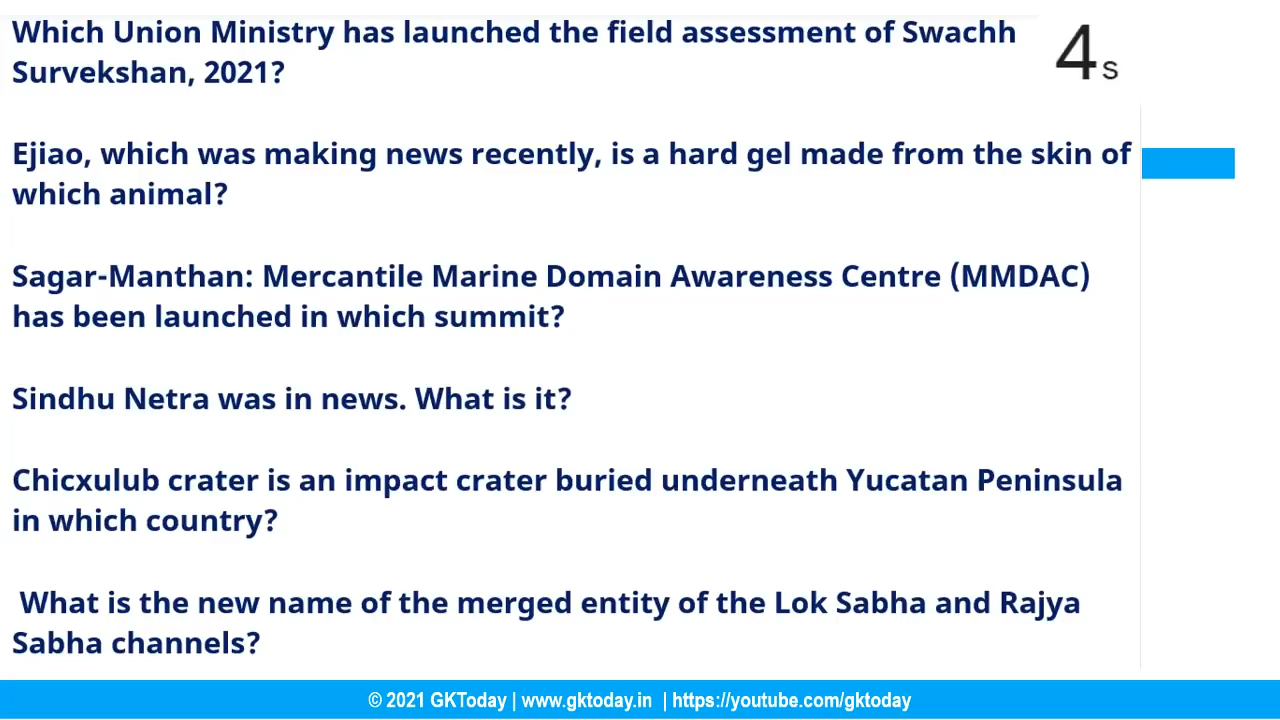 Which Union Ministry has launched the field assessment of Swachh
Survekshan, 2021?
4s
Ejiao, which was making news recently, is a hard gel made from the skin of
which animal?
Sagar-Manthan: Mercantile Marine Domain Awareness Centre (MMDAC)
has been launched in which summit?
Sindhu Netra was in news. What is it?
Chicxulub crater is an impact crater buried underneath Yucatan Peninsula
in which country?
What is the new name of the merged entity of the Lok Sabha and Rajya
Sabha channels?
© 2021 GKToday | www.gktoday.in | https://youtube.com/gktoday